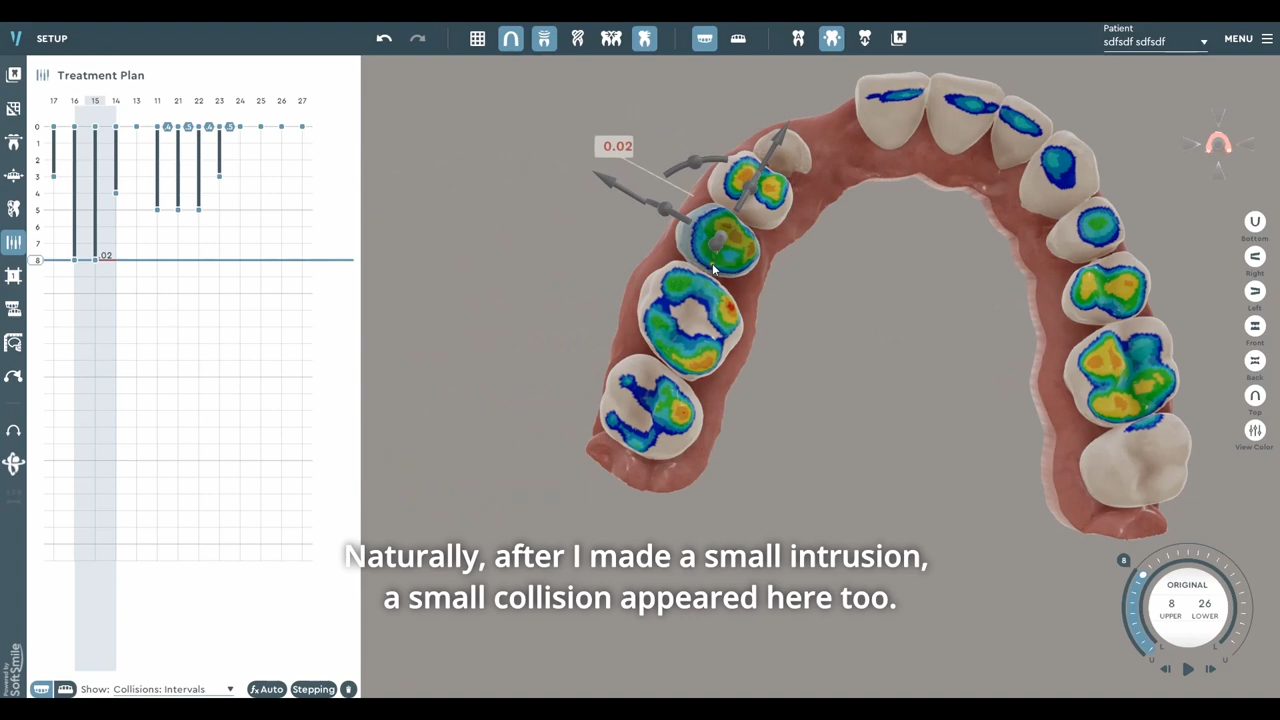 SETUP
Patient
sdfsdf sdfsdf
MENU
Treatment Plan
17 16 15 14 13 11 21 22 23 24 25 26 27
0
1
2
3
4
5
6
7
8
.02
0.02
Bottom
Right
Left
Front
Back
Top
View Color
Naturally, after I made a small intrusion,
a small collision appeared here too.
8
ORIGINAL
8 26
UPPER LOWER
L L
U U
Powered by
SoftSmile
Show: Collisions: Intervals
fx Auto
Stepping